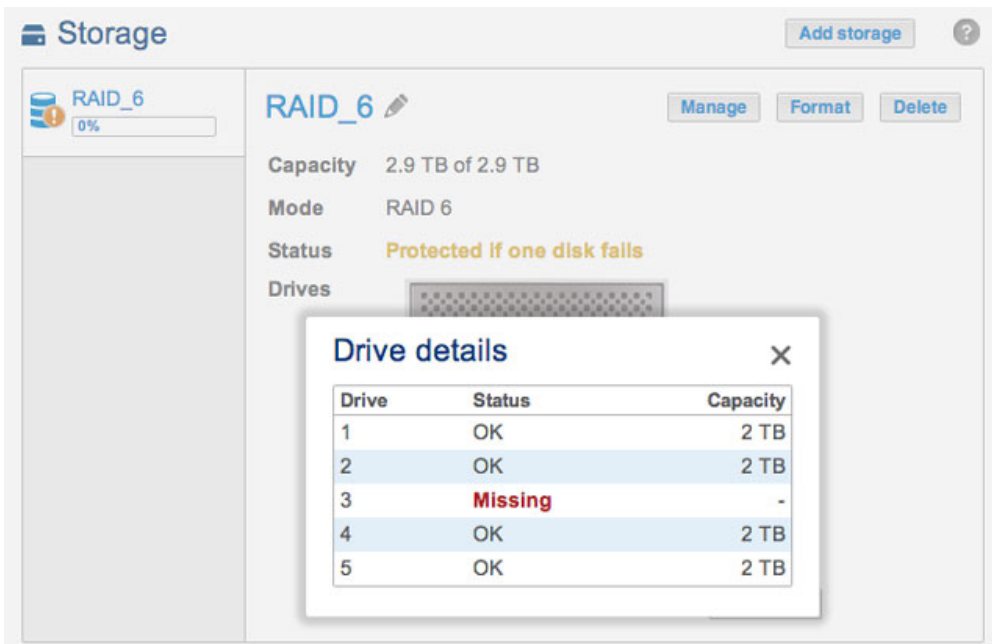 Storage
Add storage
?
RAID_6
0%
RAID_6
Manage Format Delete
Capacity 2.9 TB of 2.9 TB
Mode RAID 6
Status Protected if one disk fails
Drives
Drive details
Drive Status Capacity
1 OK 2 TB
2 OK 2 TB
3 Missing -
4 OK 2 TB
5 OK 2 TB